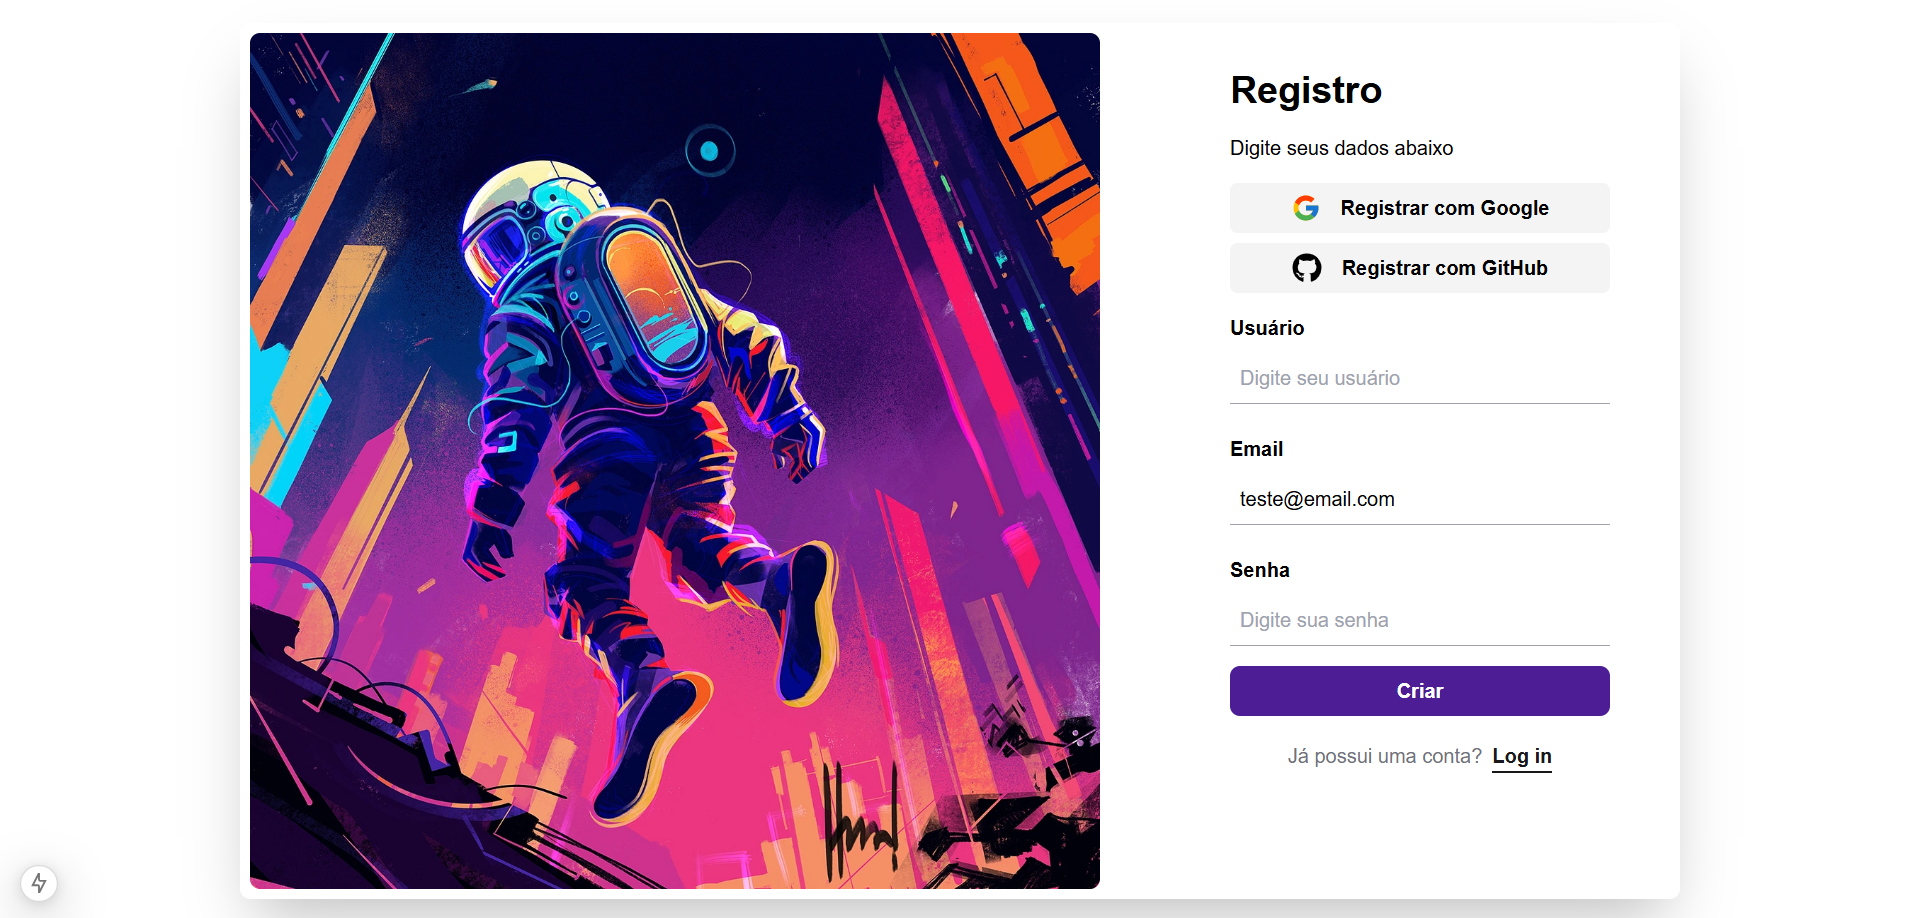 Registro
Digite seus dados abaixo
Registrar com Google
Registrar com GitHub
Usuário
Digite seu usuário
Email
teste@email.com
Senha
Digite sua senha
Criar
Já possui uma conta? Log in